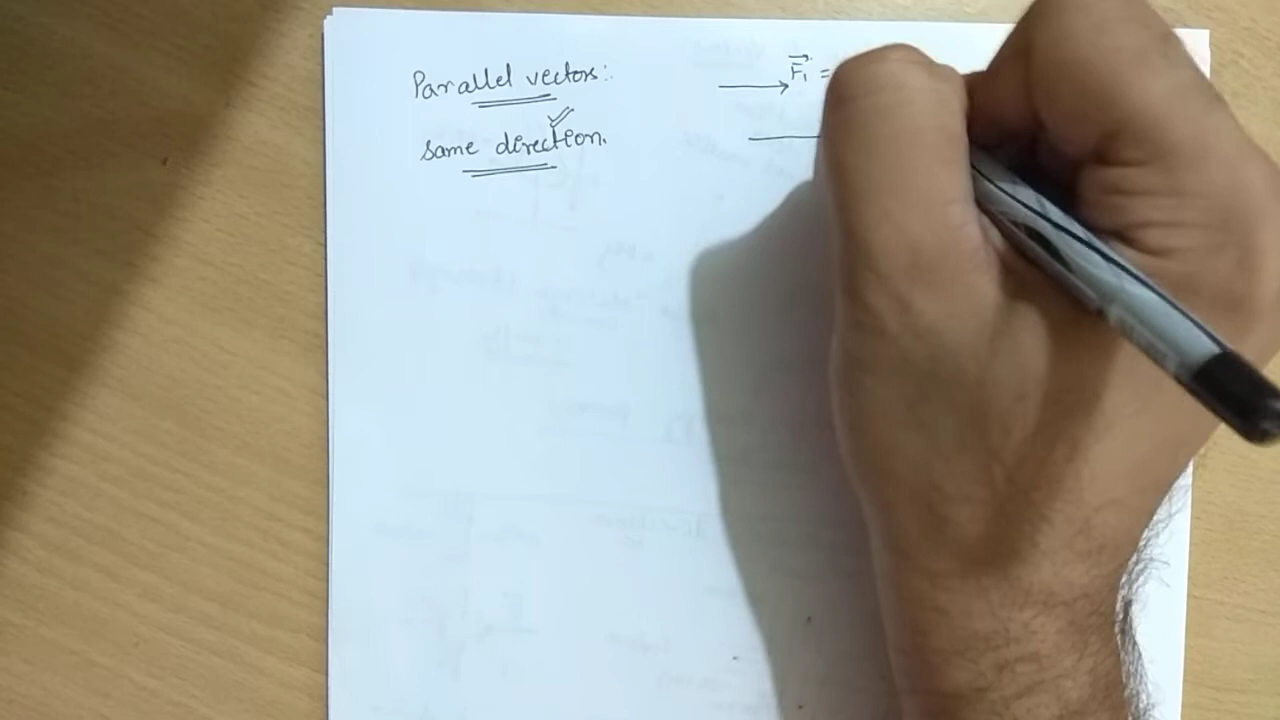 Parallel vectors:
same direction.
F₁ =